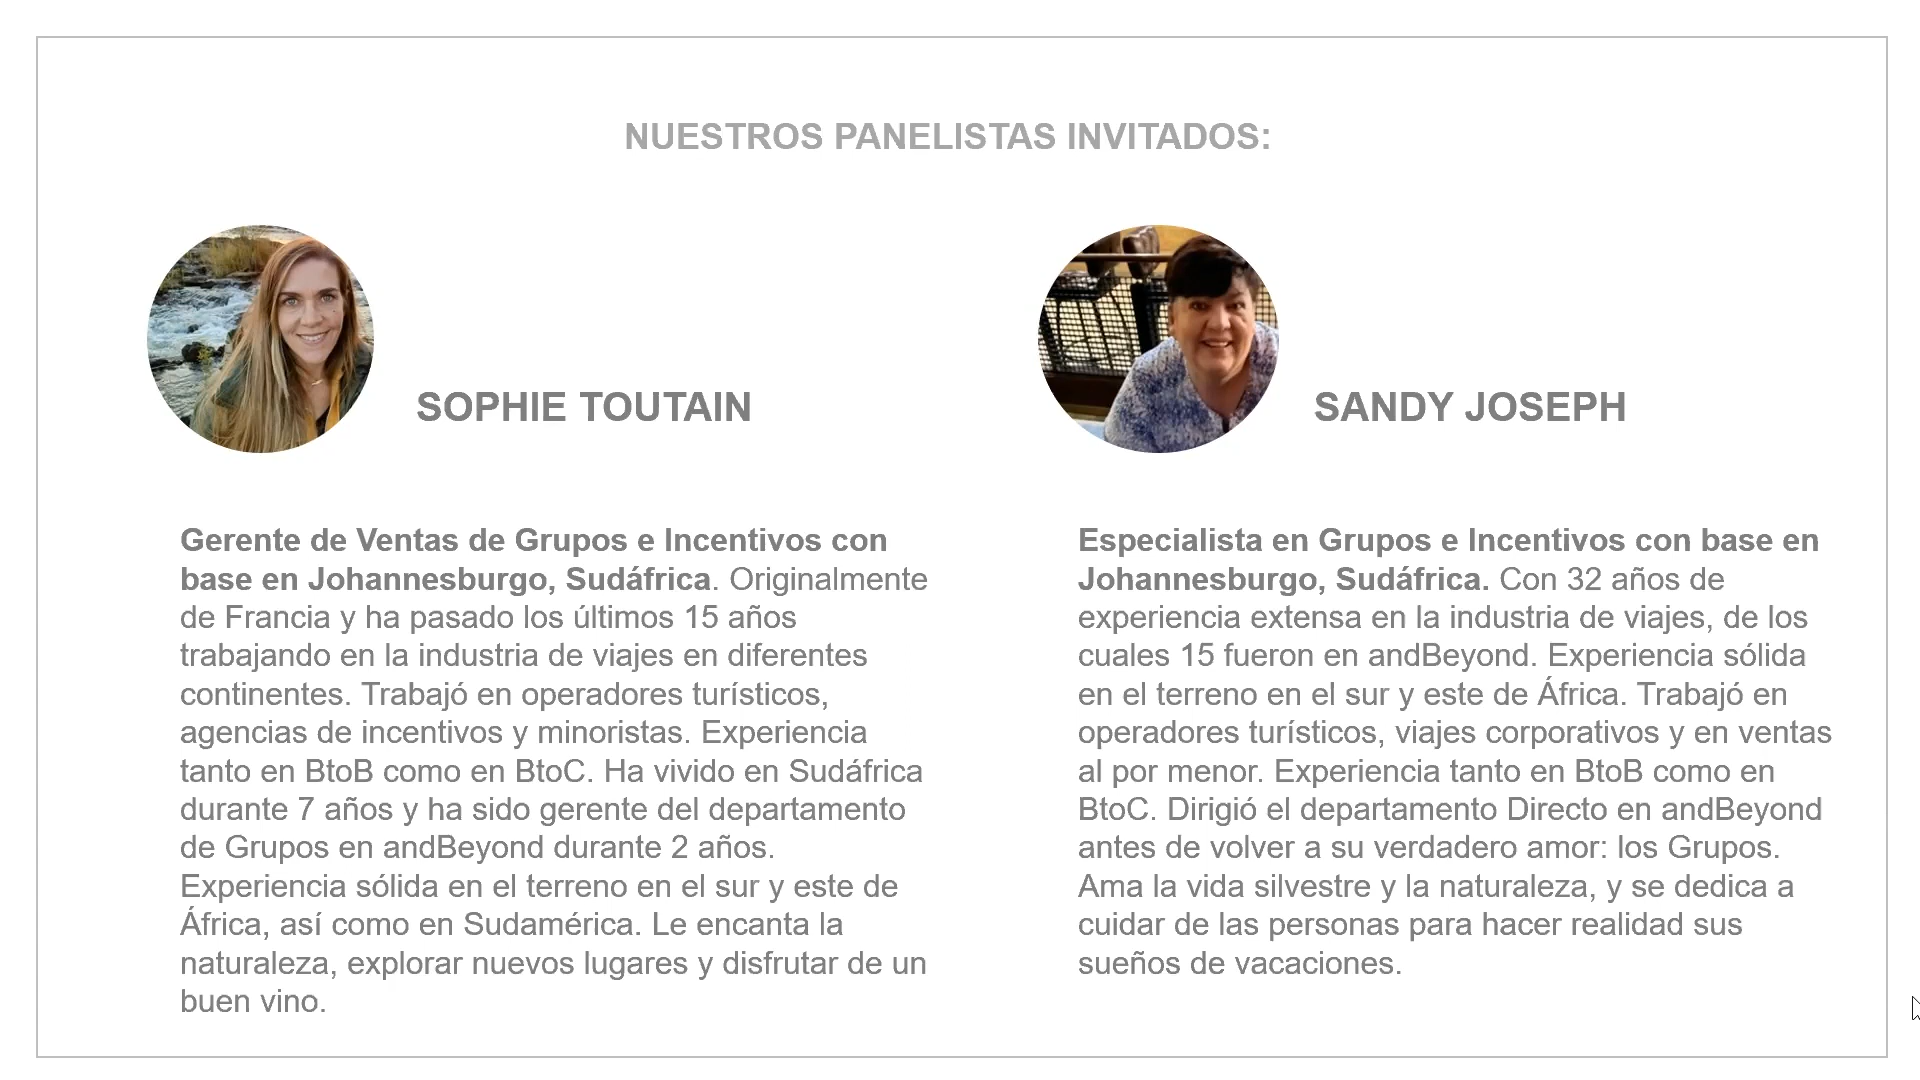 NUESTROS PANELISTAS INVITADOS:
SOPHIE TOUTAIN
Gerente de Ventas de Grupos e Incentivos con
base en Johannesburgo, Sudáfrica. Originalmente
de Francia y ha pasado los últimos 15 años
trabajando en la industria de viajes en diferentes
continentes. Trabajó en operadores turísticos,
agencias de incentivos y minoristas. Experiencia
tanto en BtoB como en BtoC. Ha vivido en Sudáfrica
durante 7 años y ha sido gerente del departamento
de Grupos en andBeyond durante 2 años.
Experiencia sólida en el terreno en el sur y este de
África, así como en Sudamérica. Le encanta la
naturaleza, explorar nuevos lugares y disfrutar de un
buen vino.
SANDY JOSEPH
Especialista en Grupos e Incentivos con base en
Johannesburgo, Sudáfrica. Con 32 años de
experiencia extensa en la industria de viajes, de los
cuales 15 fueron en andBeyond. Experiencia sólida
en el terreno en el sur y este de África. Trabajó en
operadores turísticos, viajes corporativos y en ventas
al por menor. Experiencia tanto en BtoB como en
BtoC. Dirigió el departamento Directo en andBeyond
antes de volver a su verdadero amor: los Grupos.
Ama la vida silvestre y la naturaleza, y se dedica a
cuidar de las personas para hacer realidad sus
sueños de vacaciones.